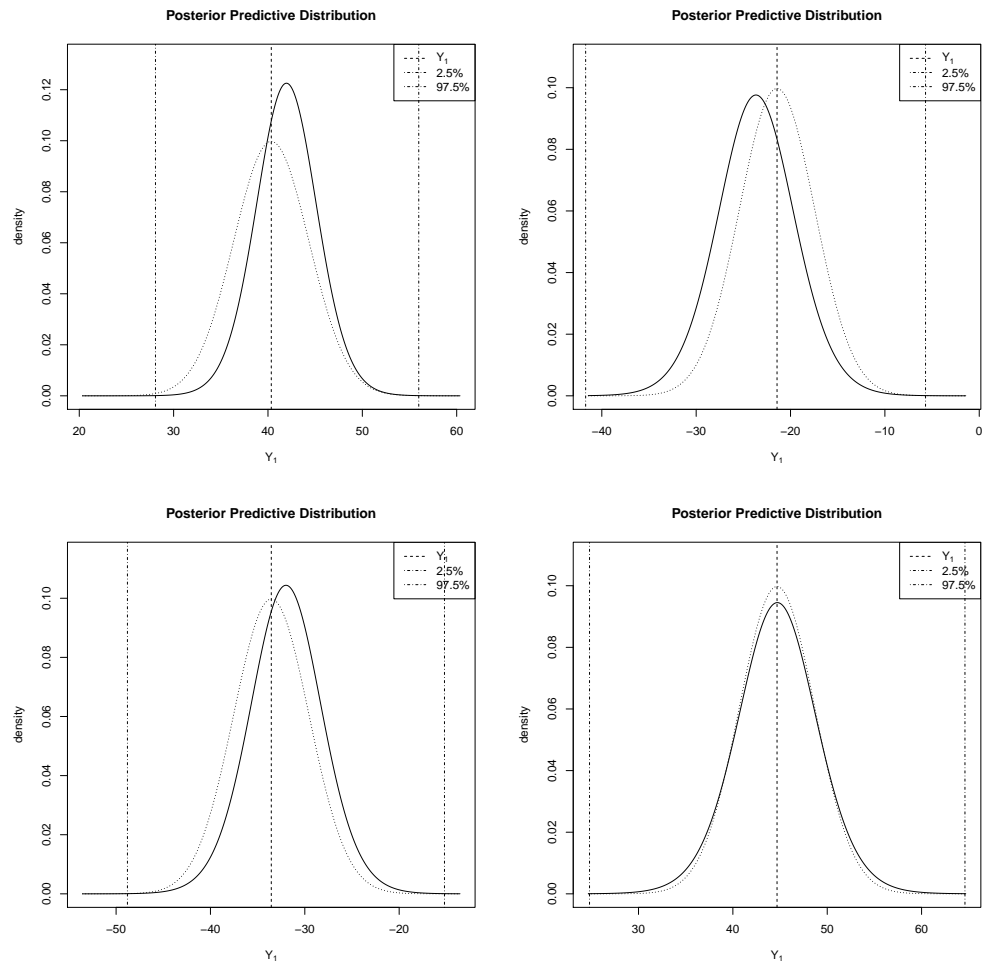 Posterior Predictive Distribution
density
0.00 0.02 0.04 0.06 0.08 0.10 0.12
20 30 40 50 60
Y₁
Y₁
2.5%
97.5%
Posterior Predictive Distribution
density
0.00 0.02 0.04 0.06 0.08 0.10
−40 −30 −20 −10 0
Y₁
Y₁
2.5%
97.5%
Posterior Predictive Distribution
density
0.00 0.02 0.04 0.06 0.08 0.10
−50 −40 −30 −20
Y₁
Y₁
2.5%
97.5%
Posterior Predictive Distribution
density
0.00 0.02 0.04 0.06 0.08 0.10
30 40 50 60
Y₁
Y₁
2.5%
97.5%